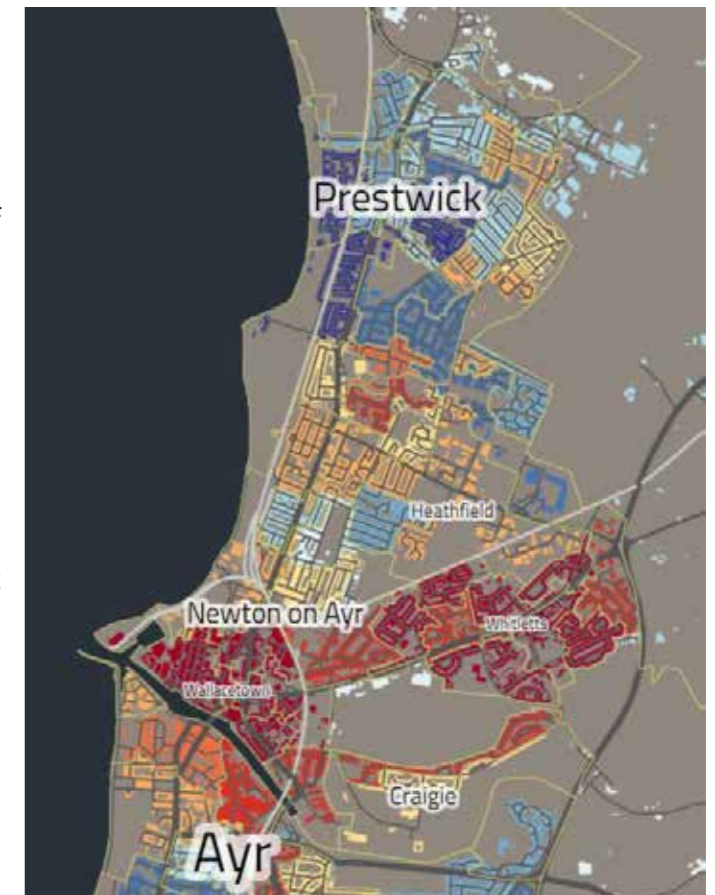 Prestwick
Heathfield
Newton on Ayr
Whitletts
Wallacetown
Craigie
Ayr